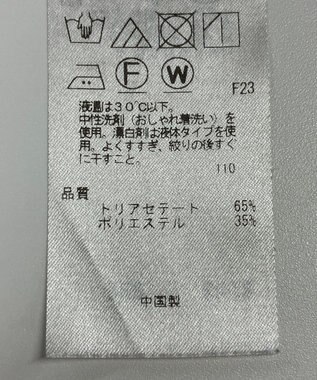 F W
F23
液温は30℃以下。
中性洗剤（おしゃれ着洗い）を
使用。漂白剤は液体タイプを使
用。よくすすぎ、絞りの後すぐ
に干すこと。
110
品質
トリアセテート 65%
ポリエステル 35%
中国製